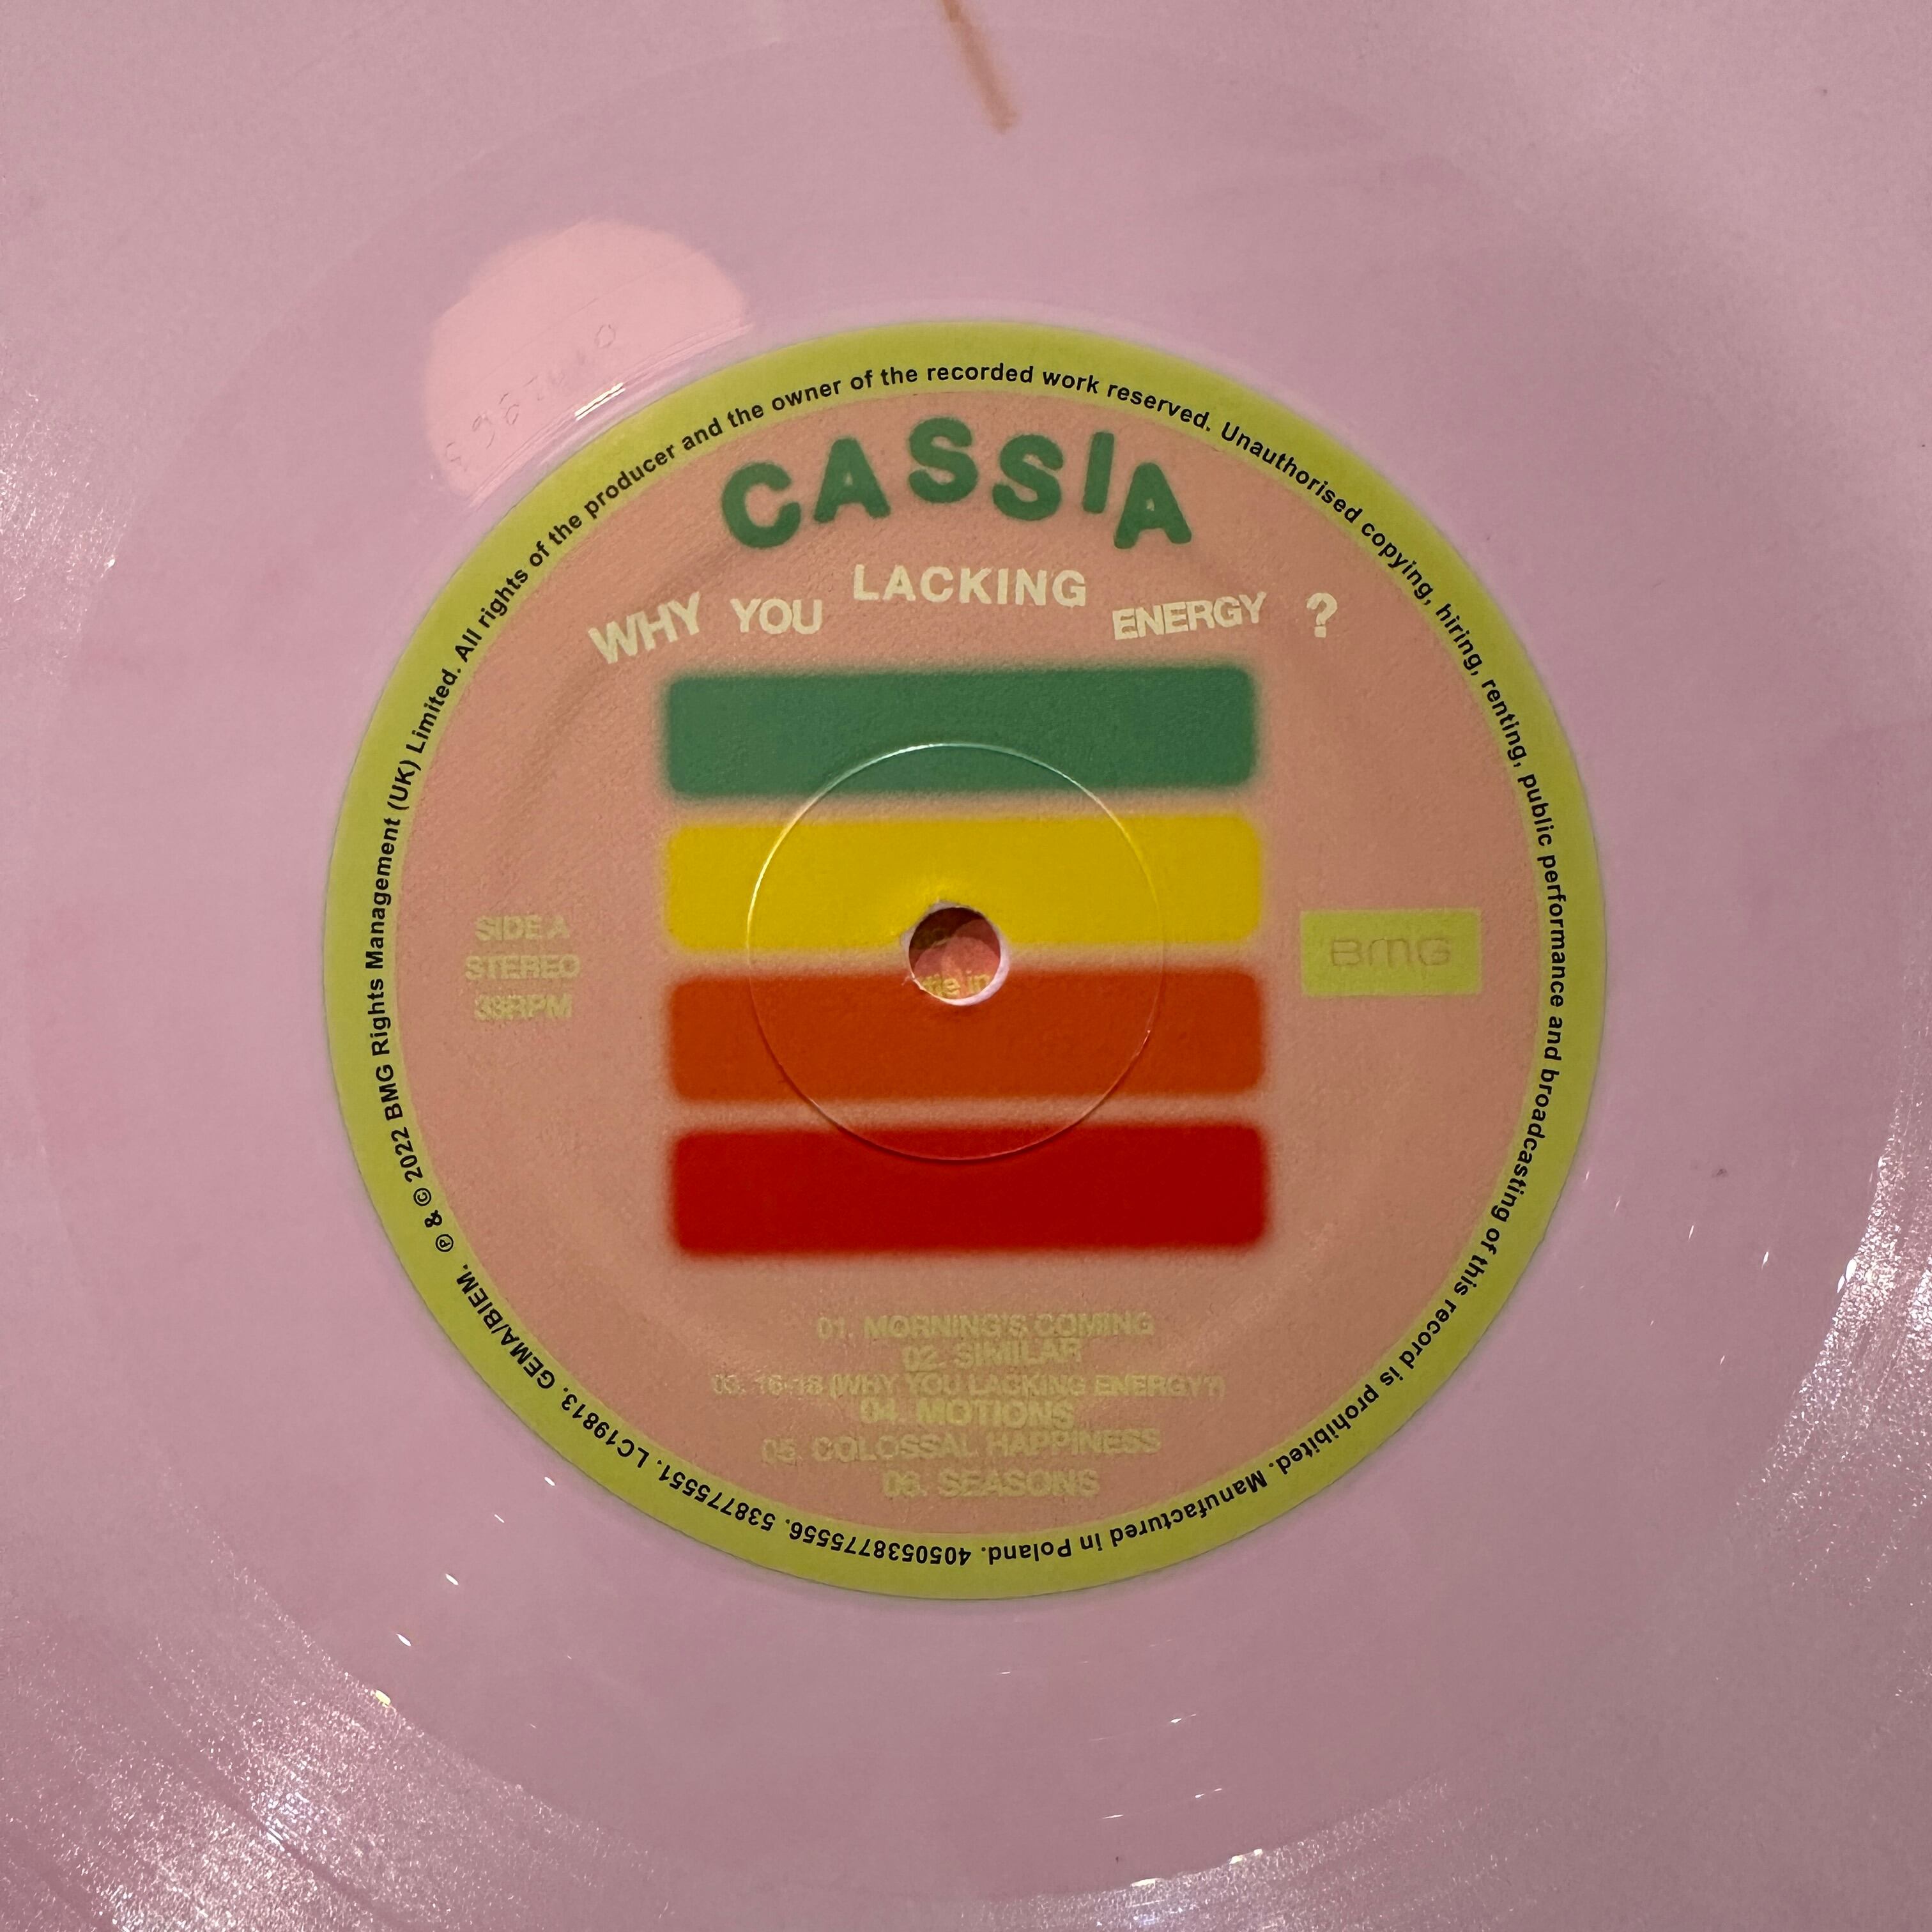 CASSIA
WHY YOU LACKING ENERGY ?
SIDE A
STEREO
33RPM
BMG
01. MORNING'S COMING
02. SIMILAR
03. 16-18 (WHY YOU LACKING ENERGY?)
04. MOTIONS
05. COLOSSAL HAPPINESS
06. SEASONS
℗ & © 2022 BMG Rights Management (UK) Limited. All rights of the producer and the owner of the recorded work reserved. Unauthorised copying, hiring, renting, public performance and broadcasting of this record is prohibited. Manufactured in Poland. 4050538775556. 538775551. LC19813. GEMA/BIEM.